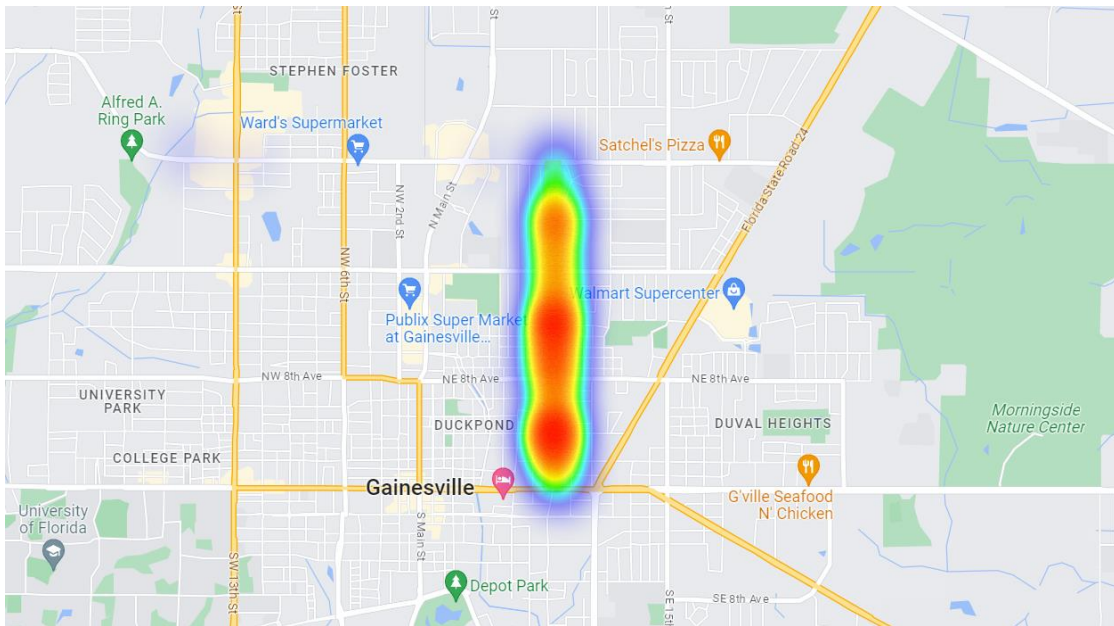 St
STEPHEN FOSTER
Alfred A.
Ring Park
Ward's Supermarket
Satchel's Pizza
NW 2nd St
N Main St
Florida State Road 24
NW 6th St
Walmart Supercenter
Publix Super Market
at Gainesville...
NW 8th Ave
NE 8th Ave
NE 8th Ave
UNIVERSITY
PARK
DUCKPOND
DUVAL HEIGHTS
Morningside
Nature Center
COLLEGE PARK
Gainesville
G'ville Seafood
N' Chicken
University
of Florida
S Main St
SW 13th St
Depot Park
SE 15th
SE 8th Ave